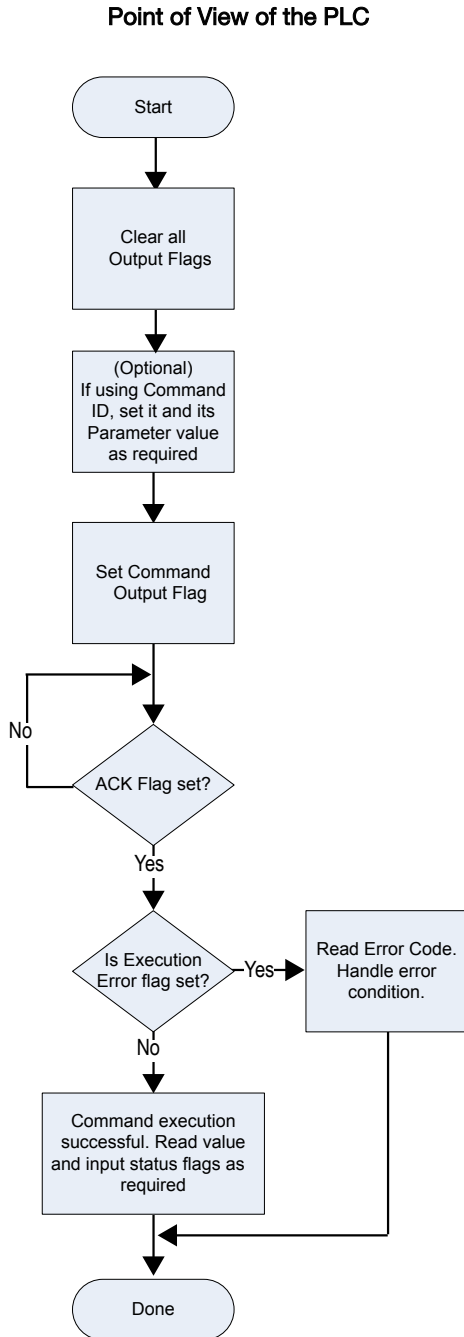 Point of View of the PLC
Start
Clear all
Output Flags
(Optional)
If using Command
ID, set it and its
Parameter value
as required
Set Command
Output Flag
No
ACK Flag set?
Yes
Is Execution
Error flag set?
Yes
Read Error Code.
Handle error
condition.
No
Command execution
successful. Read value
and input status flags as
required
Done